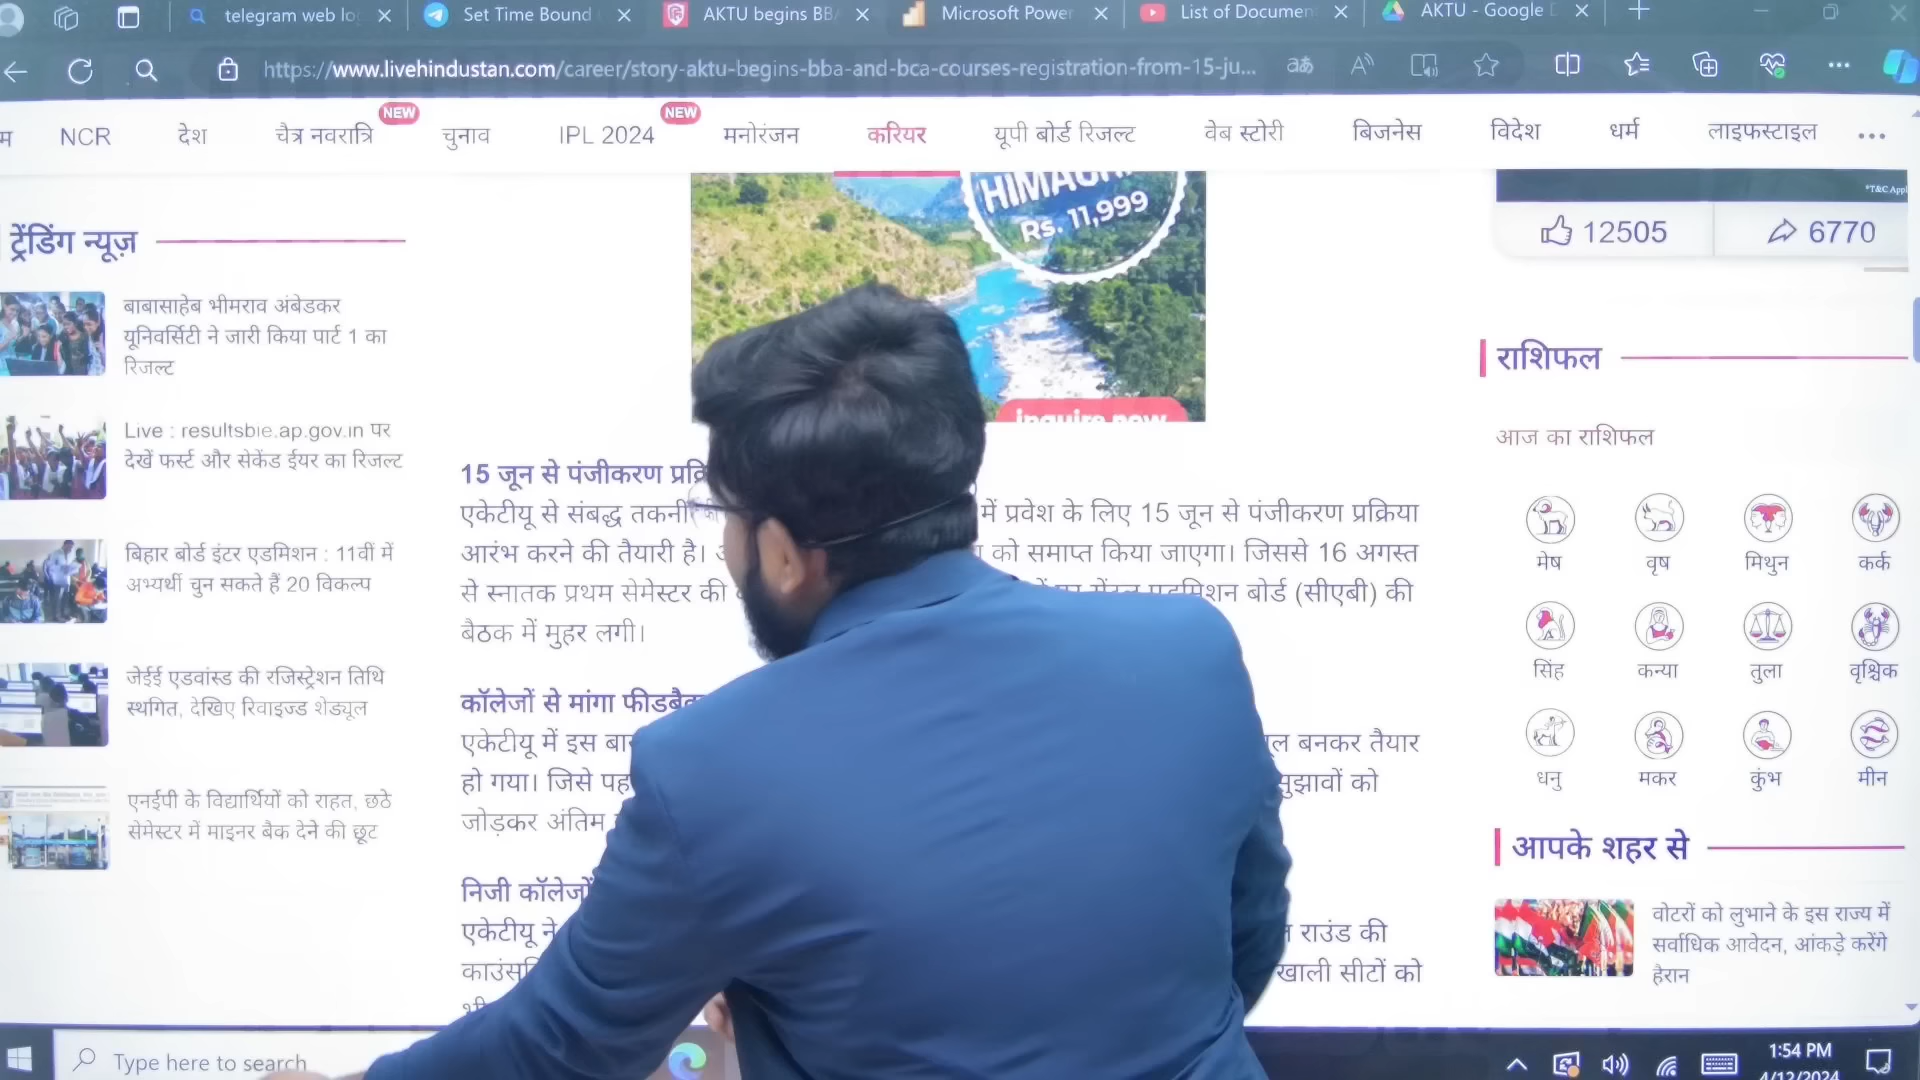 telegram web lo
Set Time Bound
AKTU begins BBA
Microsoft Power
List of Documen
AKTU - Google D
https://www.livehindustan.com/career/story-aktu-begins-bba-and-bca-courses-registration-from-15-ju...
NCR
देश
चैत्र नवरात्रि
NEW
चुनाव
IPL 2024
NEW
मनोरंजन
करियर
यूपी बोर्ड रिजल्ट
वेब स्टोरी
बिजनेस
विदेश
धर्म
लाइफस्टाइल
ट्रेंडिंग न्यूज़
बाबासाहेब भीमराव अंबेडकर
यूनिवर्सिटी ने जारी किया पार्ट 1 का
रिजल्ट
Live : resultsbie.ap.gov.in पर
देखें फर्स्ट और सेकेंड ईयर का रिजल्ट
बिहार बोर्ड इंटर एडमिशन : 11वीं में
अभ्यर्थी चुन सकते हैं 20 विकल्प
जेईई एडवांस्ड की रजिस्ट्रेशन तिथि
स्थगित, देखिए रिवाइज्ड शेड्यूल
एनईपी के विद्यार्थियों को राहत, छठे
सेमेस्टर में माइनर बैक देने की छूट
Rs. 11,999
inquire now
15 जून से पंजीकरण
एकेटीयू से संबद्ध में प्रवेश के लिए 15 जून से पंजीकरण प्रक्रिया
आरंभ करने की तैयारी है। को समाप्त किया जाएगा। जिससे 16 अगस्त
से स्नातक प्रथम सेमेस्टर की बोर्ड (सीएबी) की
बैठक में मुहर लगी।
कॉलेजों से मांगा फीडबैक
एकेटीयू में इस बनकर तैयार
हो गया। जिसे सुझावों को
जोड़कर अंतिम
निजी कॉलेजों
एकेटीयू ने राउंड की
खाली सीटों को
*T&C Appl
12505
6770
राशिफल
आज का राशिफल
मेष
वृष
मिथुन
कर्क
सिंह
कन्या
तुला
वृश्चिक
धनु
मकर
कुंभ
मीन
आपके शहर से
वोटरों को लुभाने के इस राज्य में
सर्वाधिक आवेदन, आंकड़े करेंगे
हैरान
Type here to search
1:54 PM
4/12/2024